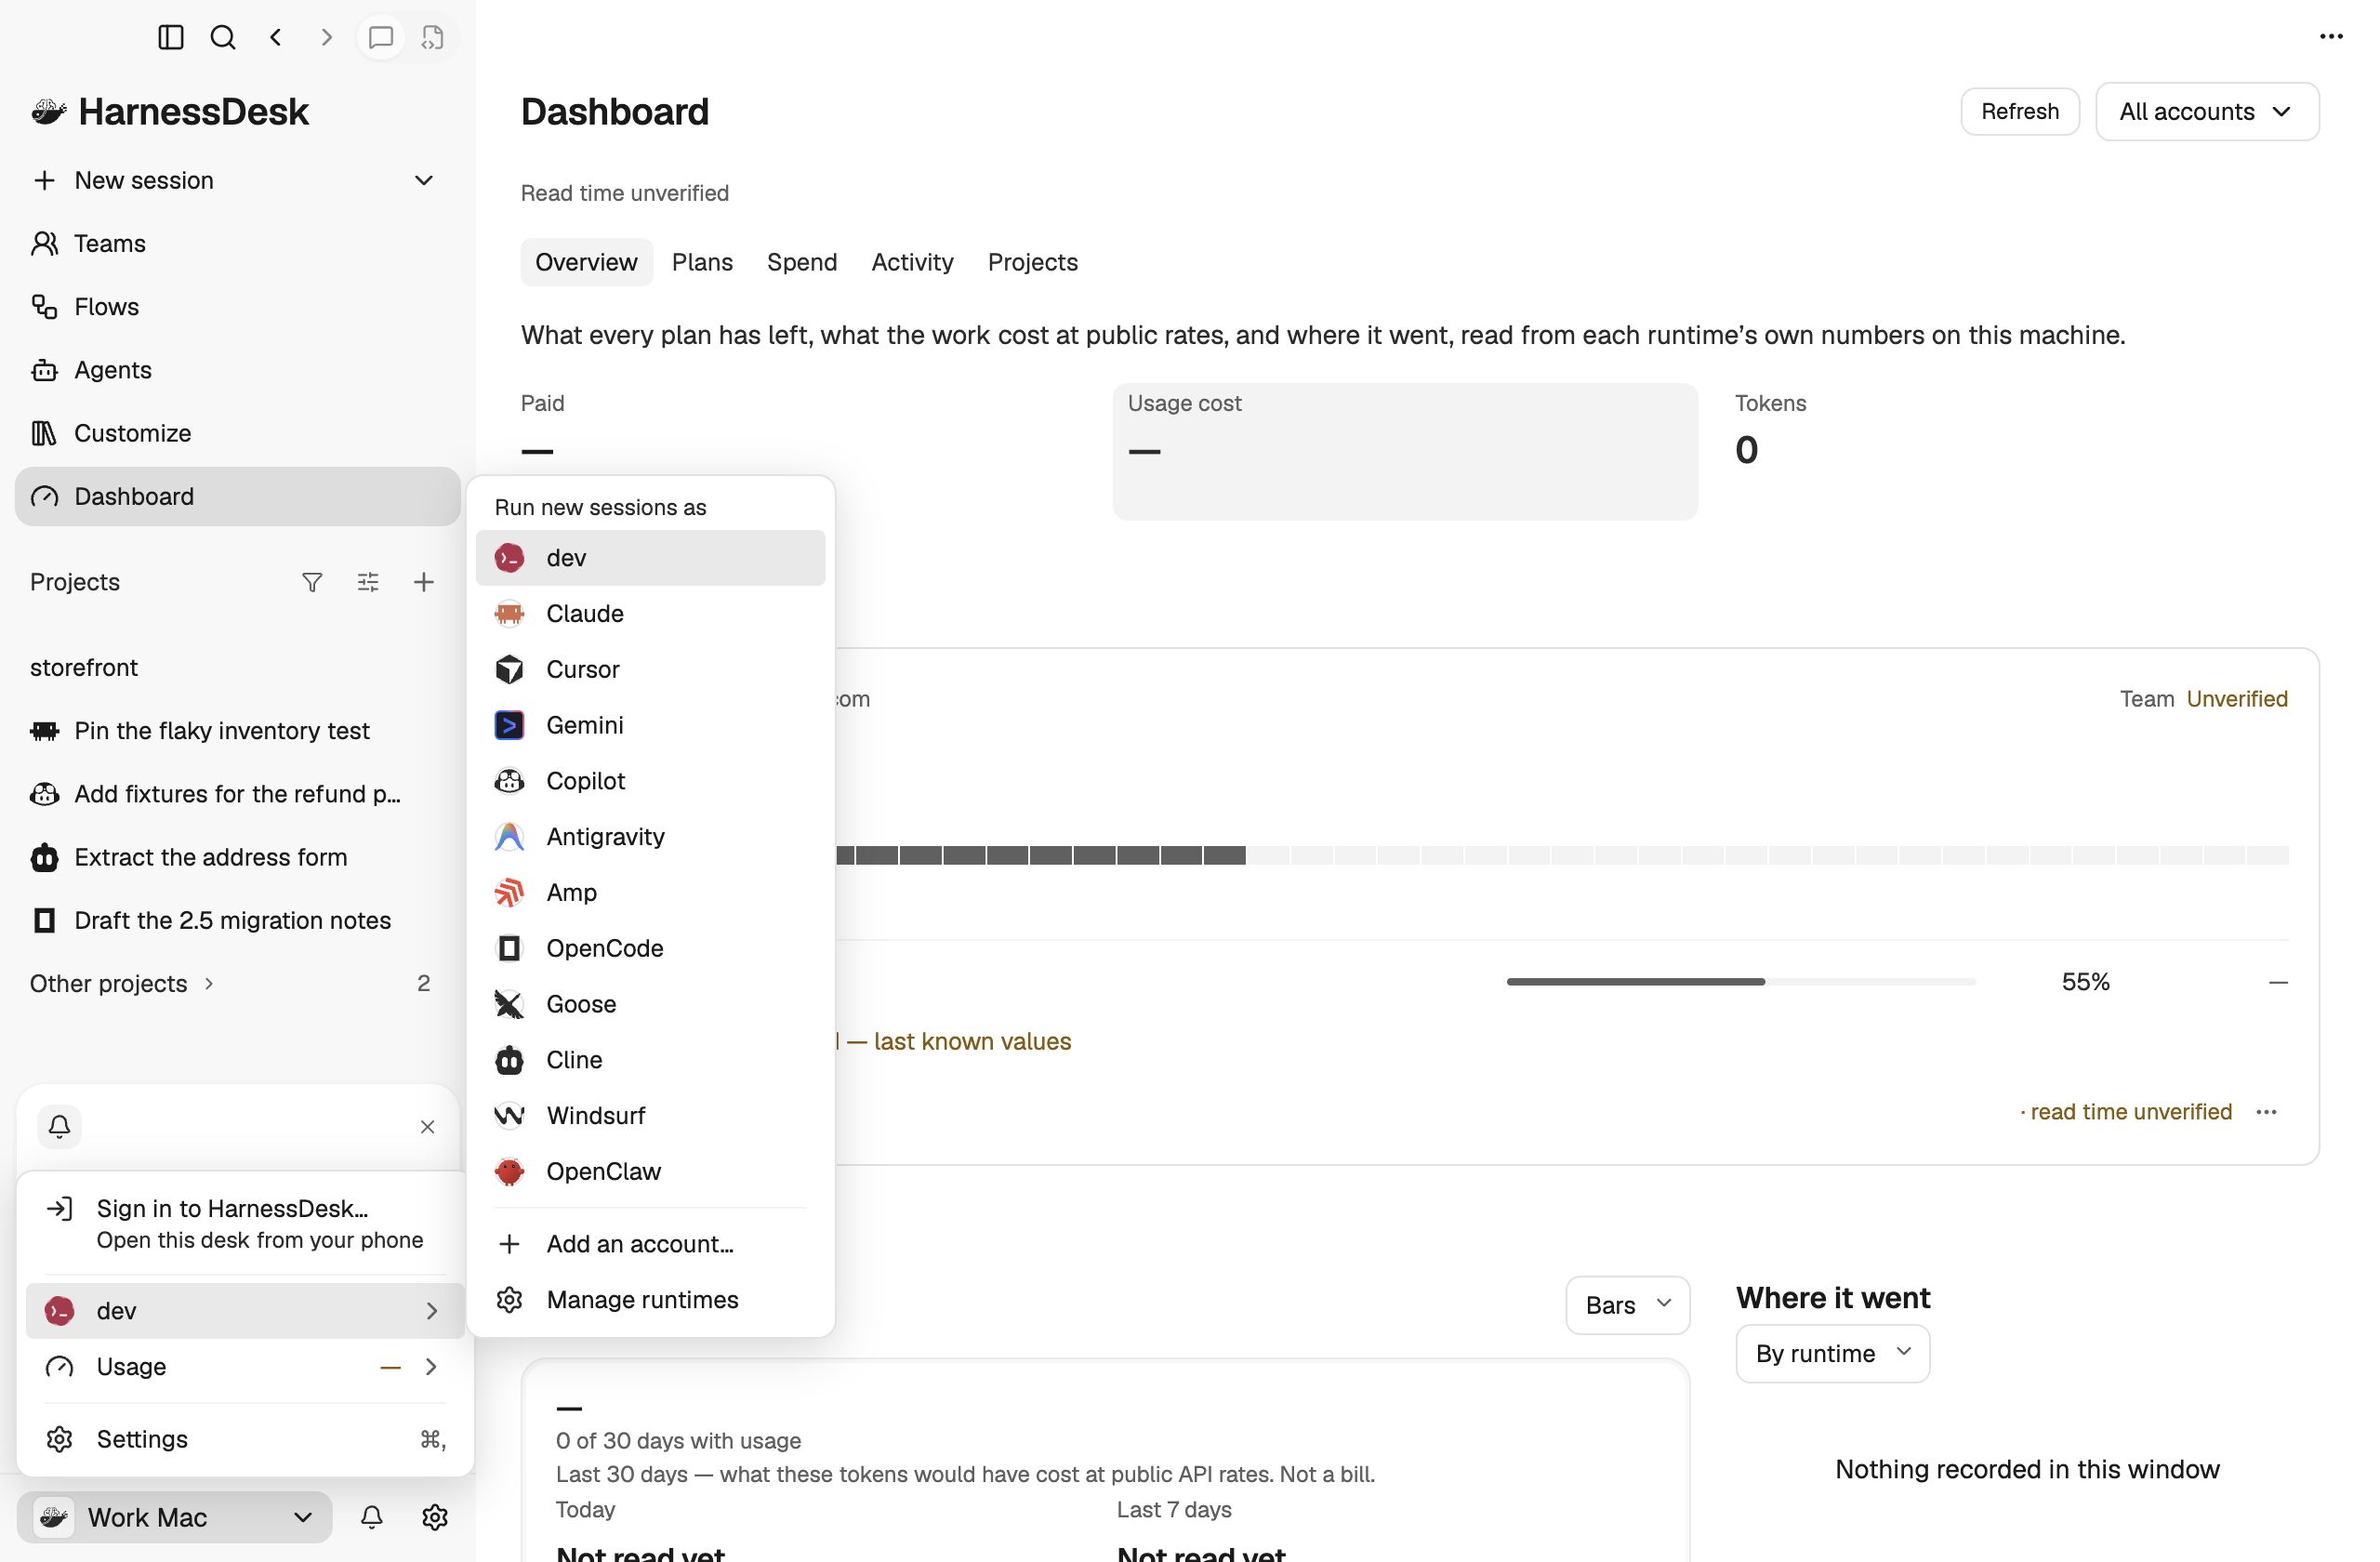 HarnessDesk
New session
Teams
Flows
Agents
Customize
Dashboard
Projects
storefront
Pin the flaky inventory test
Add fixtures for the refund p...
Extract the address form
Draft the 2.5 migration notes
Other projects 2
Sign in to HarnessDesk...
Open this desk from your phone
dev
Usage —
Settings ⌘,
Work Mac
Run new sessions as
dev
Claude
Cursor
Gemini
Copilot
Antigravity
Amp
OpenCode
Goose
Cline
Windsurf
OpenClaw
Add an account...
Manage runtimes
Dashboard
Refresh
All accounts
Read time unverified
Overview Plans Spend Activity Projects
What every plan has left, what the work cost at public rates, and where it went, read from each runtime’s own numbers on this machine.
Paid
—
Usage cost
—
Tokens
0
Team Unverified
55% —
— last known values
· read time unverified
Bars
—
0 of 30 days with usage
Last 30 days — what these tokens would have cost at public API rates. Not a bill.
Today
Not read yet
Last 7 days
Not read yet
Where it went
By runtime
Nothing recorded in this window